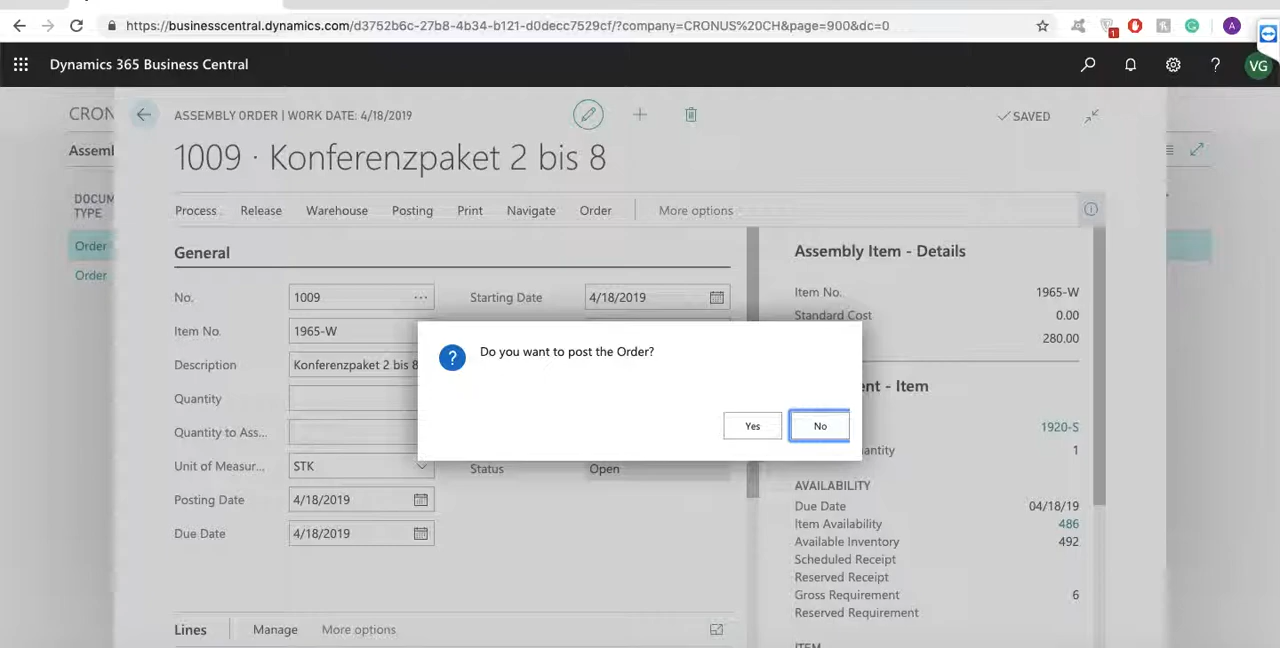 https://businesscentral.dynamics.com/d3752b6c-27b8-4b34-b121-d0decc7529cf/?company=CRONUS%20CH&page=900&dc=0
1
A
Dynamics 365 Business Central
?
VG
CRON
ASSEMBLY ORDER | WORK DATE: 4/18/2019
SAVED
Assembl
1009 · Konferenzpaket 2 bis 8
DOCUM
TYPE
Process
Release
Warehouse
Posting
Print
Navigate
Order
More options
Order
Order
General
No.
1009
...
Starting Date
4/18/2019
Item No.
1965-W
Description
Konferenzpaket 2 bis 8
Quantity
Quantity to Ass...
Unit of Measur...
STK
Status
Open
Posting Date
4/18/2019
Due Date
4/18/2019
?
Do you want to post the Order?
Yes
No
Assembly Item - Details
Item No.
1965-W
Standard Cost
0.00
280.00
ent - Item
1920-S
antity
1
AVAILABILITY
Due Date
04/18/19
Item Availability
486
Available Inventory
492
Scheduled Receipt
Reserved Receipt
Gross Requirement
6
Reserved Requirement
ITEM
Lines
Manage
More options